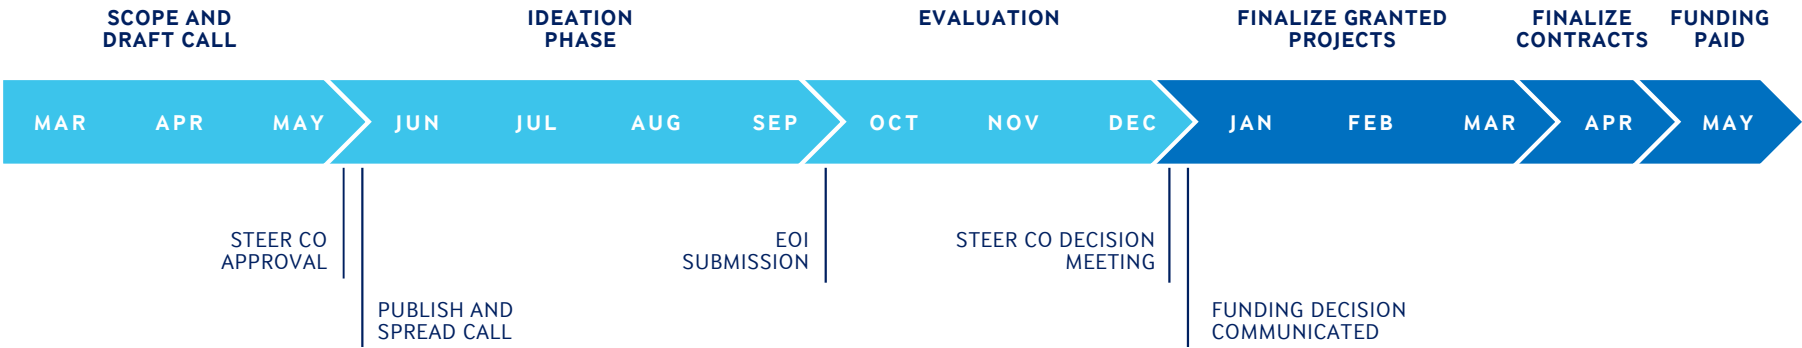 SCOPE AND
DRAFT CALL
IDEATION
PHASE
EVALUATION
FINALIZE GRANTED
PROJECTS
FINALIZE
CONTRACTS
FUNDING
PAID
MAR APR MAY JUN JUL AUG SEP OCT NOV DEC JAN FEB MAR APR MAY
STEER CO
APPROVAL
PUBLISH AND
SPREAD CALL
EOI
SUBMISSION
STEER CO DECISION
MEETING
FUNDING DECISION
COMMUNICATED